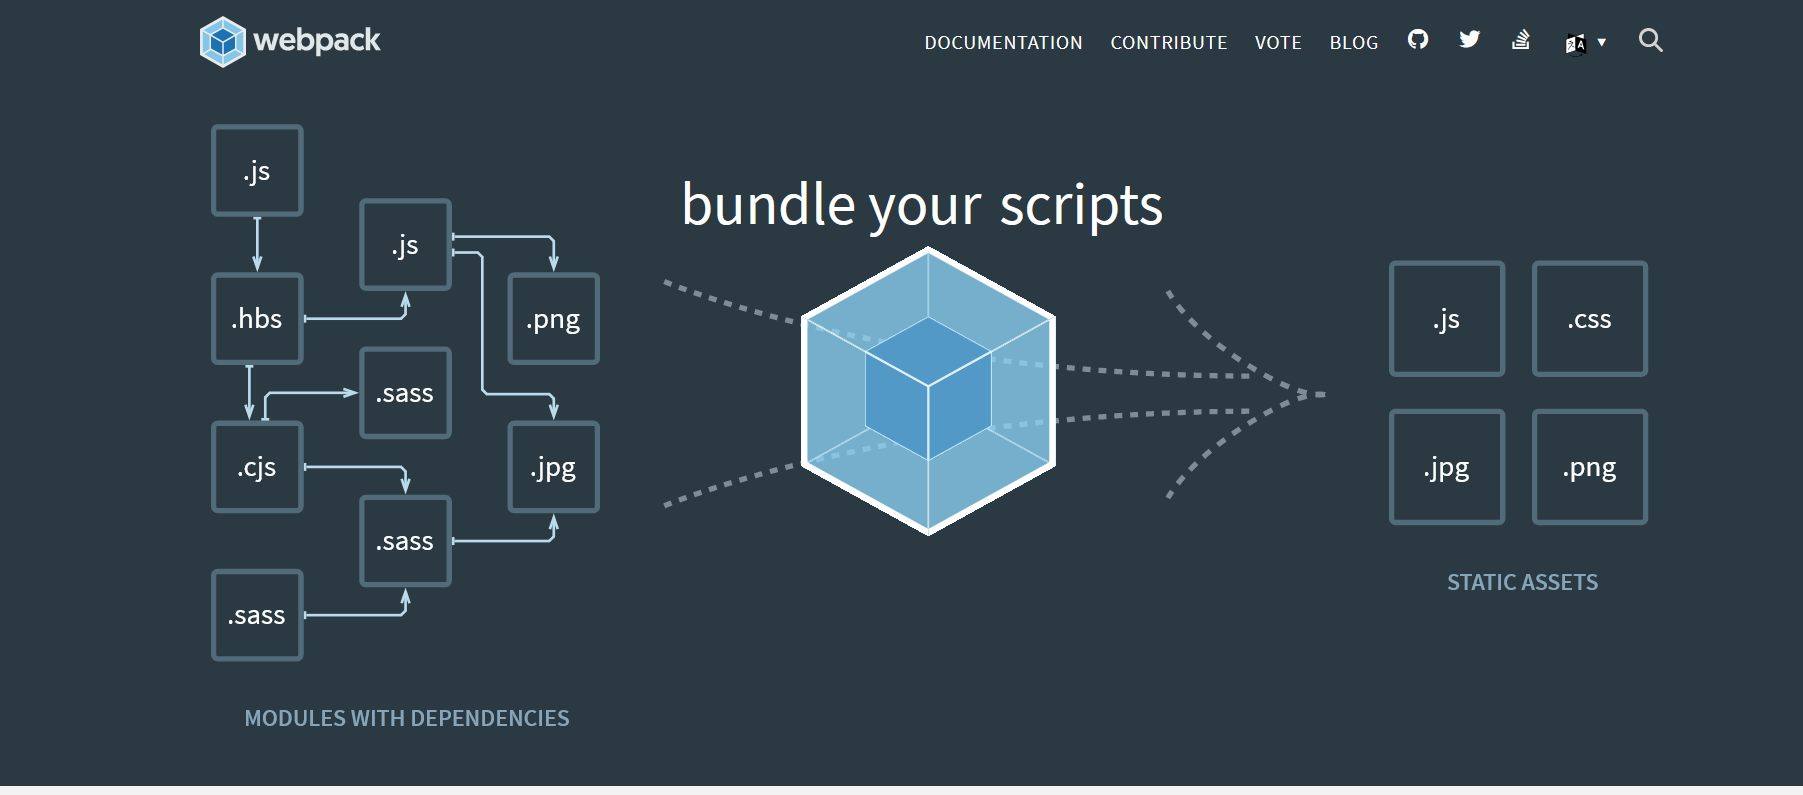 webpack
DOCUMENTATION CONTRIBUTE VOTE BLOG
bundle your scripts
.js
.js
.hbs
.png
.sass
.cjs
.jpg
.sass
.sass
MODULES WITH DEPENDENCIES
.js .css
.jpg .png
STATIC ASSETS